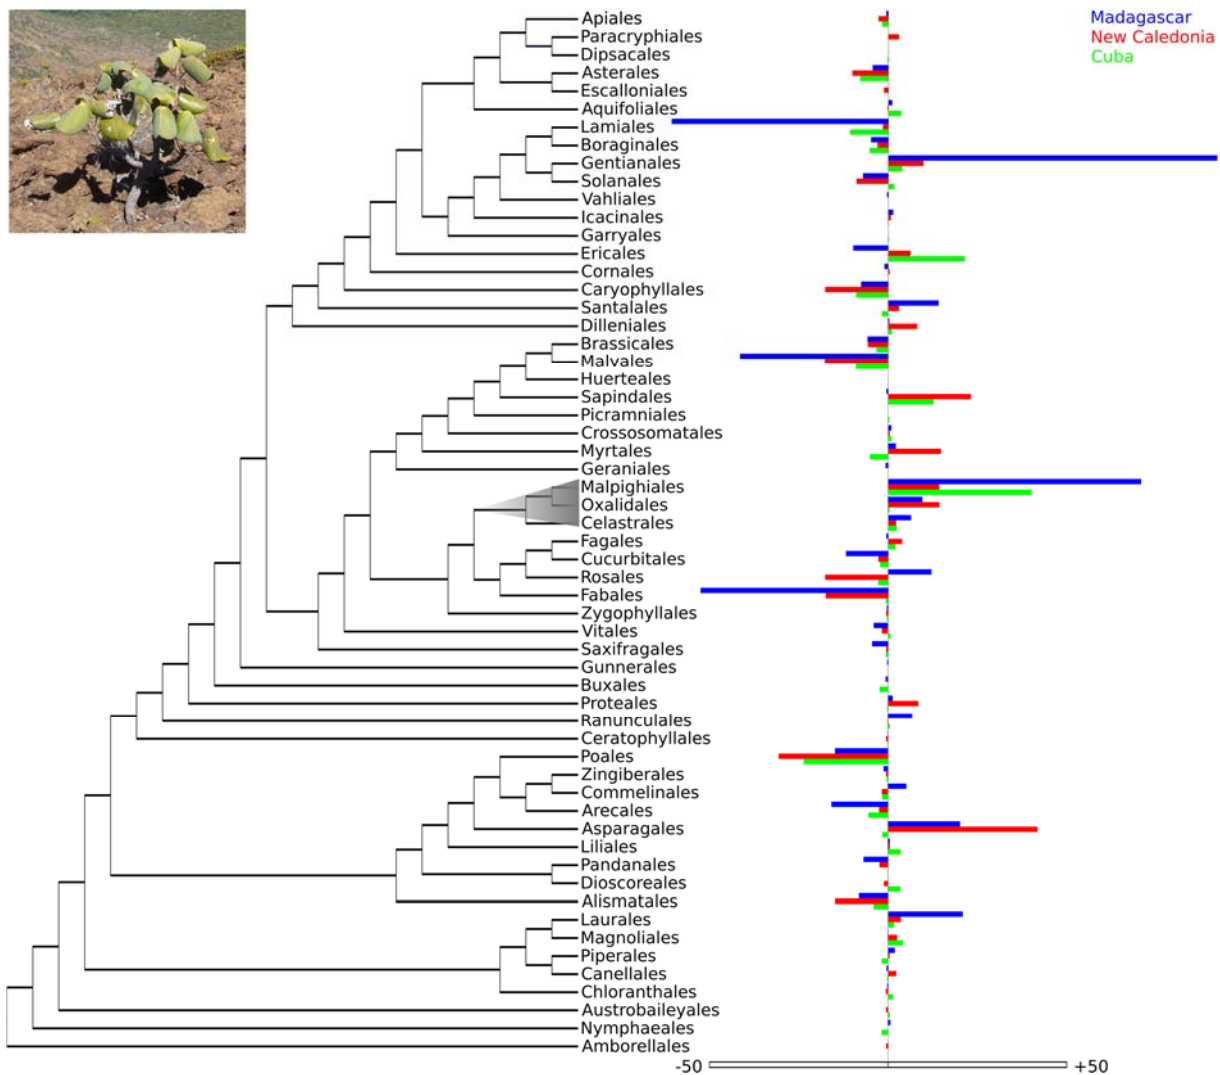 Madagascar
New Caledonia
Cuba
Apiales
Paracryphiales
Dipsacales
Asterales
Escalloniales
Aquifoliales
Lamiales
Boraginales
Gentianales
Solanales
Vahliales
Icacinales
Garryales
Ericales
Cornales
Caryophyllales
Santalales
Dilleniales
Brassicales
Malvales
Huerteales
Sapindales
Picramniales
Crossosomatales
Myrtales
Geraniales
Malpighiales
Oxalidales
Celastrales
Fagales
Cucurbitales
Rosales
Fabales
Zygophyllales
Vitales
Saxifragales
Gunnerales
Buxales
Proteales
Ranunculales
Ceratophyllales
Poales
Zingiberales
Commelinales
Arecales
Asparagales
Liliales
Pandanales
Dioscoreales
Alismatales
Laurales
Magnoliales
Piperales
Canellales
Chloranthales
Austrobaileyales
Nymphaeales
Amborellales
-50 +50